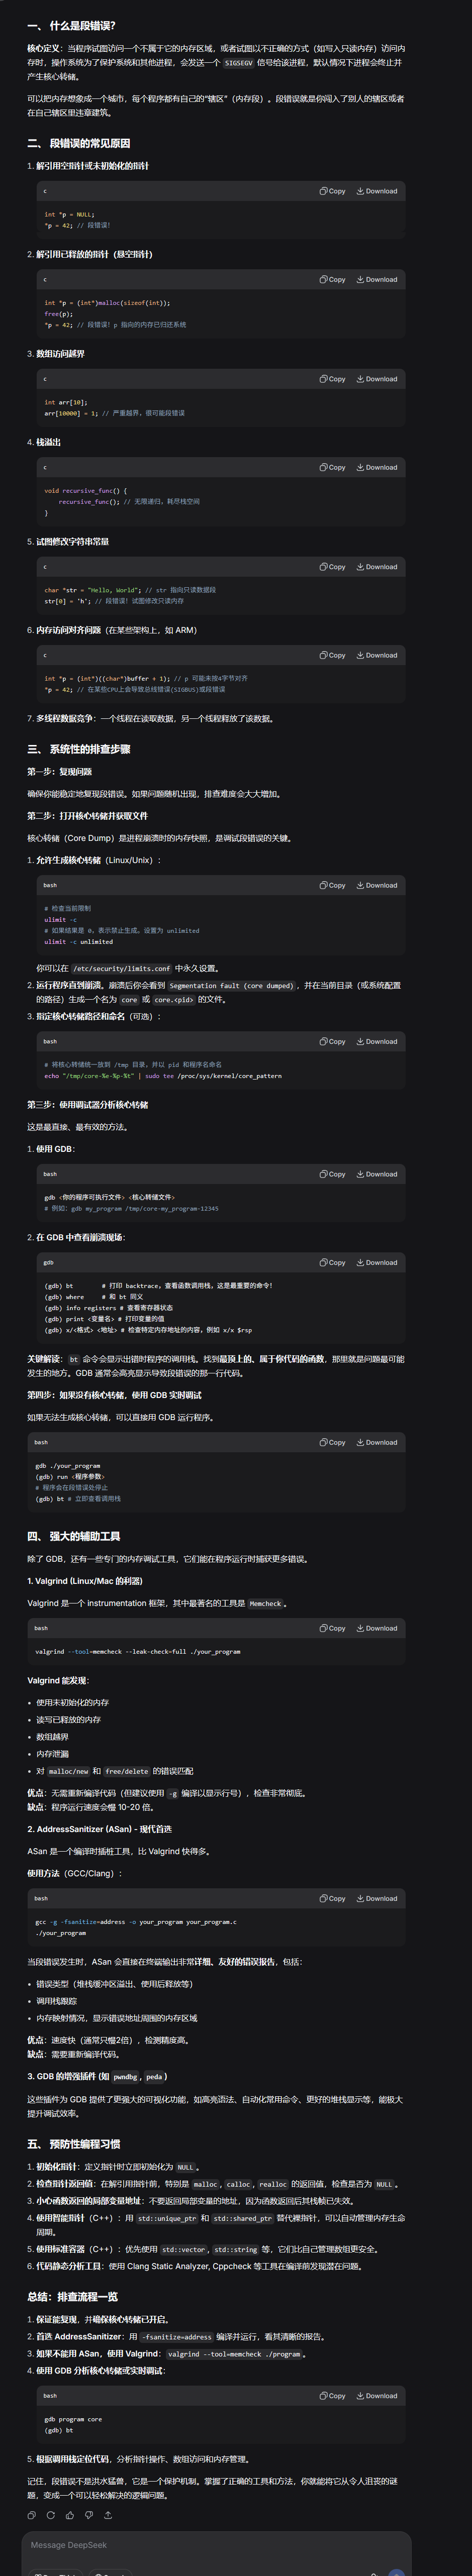 一、 什么是段错误？
核心定义：当程序试图访问一个不属于它的内存区域，或者试图以不正确的方式（如写入只读内存）访问内
存时，操作系统为了保护系统和其他进程，会发送一个 SIGSEGV 信号给该进程，默认情况下进程会终止并
产生核心转储。
可以把内存想象成一个城市，每个程序都有自己的“辖区”（内存段）。段错误就是你闯入了别人的辖区或者
在自己辖区里违章建筑。
二、 段错误的常见原因
1. 解引用空指针或未初始化的指针
c
Copy Download
int *p = NULL;
*p = 42; // 段错误！
2. 解引用已释放的指针（悬空指针）
c
Copy Download
int *p = (int*)malloc(sizeof(int));
free(p);
*p = 42; // 段错误！p 指向的内存已归还系统
3. 数组访问越界
c
Copy Download
int arr[10];
arr[10000] = 1; // 严重越界，很可能段错误
4. 栈溢出
c
Copy Download
void recursive_func() {
recursive_func(); // 无限递归，耗尽栈空间
}
5. 试图修改字符串常量
c
Copy Download
char *str = "Hello, World"; // str 指向只读数据段
str[0] = 'h'; // 段错误！试图修改只读内存
6. 内存访问对齐问题（在某些架构上，如 ARM）
c
Copy Download
int *p = (int*)((char*)buffer + 1); // p 可能未按4字节对齐
*p = 42; // 在某些CPU上会导致总线错误(SIGBUS)或段错误
7. 多线程数据竞争：一个线程在读取数据，另一个线程释放了该数据。
三、 系统性的排查步骤
第一步：复现问题
确保你能稳定地复现段错误。如果问题随机出现，排查难度会大大增加。
第二步：打开核心转储并获取文件
核心转储（Core Dump）是进程崩溃时的内存快照，是调试段错误的关键。
1. 允许生成核心转储（Linux/Unix）：
bash
Copy Download
# 检查当前限制
ulimit -c
# 如果结果是 0，表示禁止生成。设置为 unlimited
ulimit -c unlimited
你可以在 /etc/security/limits.conf 中永久设置。
2. 运行程序直到崩溃。崩溃后你会看到 Segmentation fault (core dumped)，并在当前目录（或系统配置
的路径）生成一个名为 core 或 core.<pid> 的文件。
3. 指定核心转储路径和命名（可选）：
bash
Copy Download
# 将核心转储统一放到 /tmp 目录，并以 pid 和程序名命名
echo "/tmp/core-%e-%p-%t" | sudo tee /proc/sys/kernel/core_pattern
第三步：使用调试器分析核心转储
这是最直接、最有效的方法。
1. 使用 GDB：
bash
Copy Download
gdb <你的程序可执行文件> <核心转储文件>
# 例如：gdb my_program /tmp/core-my_program-12345
2. 在 GDB 中查看崩溃现场：
gdb
Copy Download
(gdb) bt # 打印 backtrace，查看函数调用栈，这是最重要的命令！
(gdb) where # 和 bt 同义
(gdb) info registers # 查看寄存器状态
(gdb) print <变量名> # 打印变量的值
(gdb) x/<格式> <地址> # 检查特定内存地址的内容，例如 x/x $rsp
关键解读：bt 命令会显示出错时程序的调用栈。找到最顶上的、属于你代码的函数，那里就是问题最可能
发生的地方。GDB 通常会高亮显示导致段错误的那一行代码。
第四步：如果没有核心转储，使用 GDB 实时调试
如果无法生成核心转储，可以直接用 GDB 运行程序。
bash
Copy Download
gdb ./your_program
(gdb) run <程序参数>
# 程序会在段错误处停止
(gdb) bt # 立即查看调用栈
四、 强大的辅助工具
除了 GDB，还有一些专门的内存调试工具，它们能在程序运行时捕获更多错误。
1. Valgrind (Linux/Mac 的利器)
Valgrind 是一个 instrumentation 框架，其中最著名的工具是 Memcheck。
bash
Copy Download
valgrind --tool=memcheck --leak-check=full ./your_program
Valgrind 能发现：
• 使用未初始化的内存
• 读写已释放的内存
• 数组越界
• 内存泄漏
• 对 malloc/new 和 free/delete 的错误匹配
优点：无需重新编译代码（但建议使用 -g 编译以显示行号），检查非常彻底。
缺点：程序运行速度会慢 10-20 倍。
2. AddressSanitizer (ASan) - 现代首选
ASan 是一个编译时插桩工具，比 Valgrind 快得多。
使用方法（GCC/Clang）：
bash
Copy Download
gcc -g -fsanitize=address -o your_program your_program.c
./your_program
当段错误发生时，ASan 会直接在终端输出非常详细、友好的错误报告，包括：
• 错误类型（堆栈缓冲区溢出、使用后释放等）
• 调用栈跟踪
• 内存映射情况，显示错误地址周围的内存区域
优点：速度快（通常只慢2倍），检测精度高。
缺点：需要重新编译代码。
3. GDB 的增强插件 (如 pwndbg, peda)
这些插件为 GDB 提供了更强大的可视化功能，如高亮语法、自动化常用命令、更好的堆栈显示等，能极大
提升调试效率。
五、 预防性编程习惯
1. 初始化指针：定义指针时立即初始化为 NULL。
2. 检查指针返回值：在解引用指针前，特别是 malloc, calloc, realloc 的返回值，检查是否为 NULL。
3. 小心函数返回的局部变量地址：不要返回局部变量的地址，因为函数返回后其栈帧已失效。
4. 使用智能指针（C++）：用 std::unique_ptr 和 std::shared_ptr 替代裸指针，可以自动管理内存生命
周期。
5. 使用标准容器（C++）：优先使用 std::vector, std::string 等，它们比自己管理数组更安全。
6. 代码静态分析工具：使用 Clang Static Analyzer, Cppcheck 等工具在编译前发现潜在问题。
总结：排查流程一览
1. 保证能复现，并确保核心转储已开启。
2. 首选 AddressSanitizer：用 -fsanitize=address 编译并运行，看其清晰的报告。
3. 如果不能用 ASan，使用 Valgrind：valgrind --tool=memcheck ./program。
4. 使用 GDB 分析核心转储或实时调试：
bash
Copy Download
gdb program core
(gdb) bt
5. 根据调用栈定位代码，分析指针操作、数组访问和内存管理。
记住，段错误不是洪水猛兽，它是一个保护机制。掌握了正确的工具和方法，你就能将它从令人沮丧的谜
题，变成一个可以轻松解决的逻辑问题。
Message DeepSeek